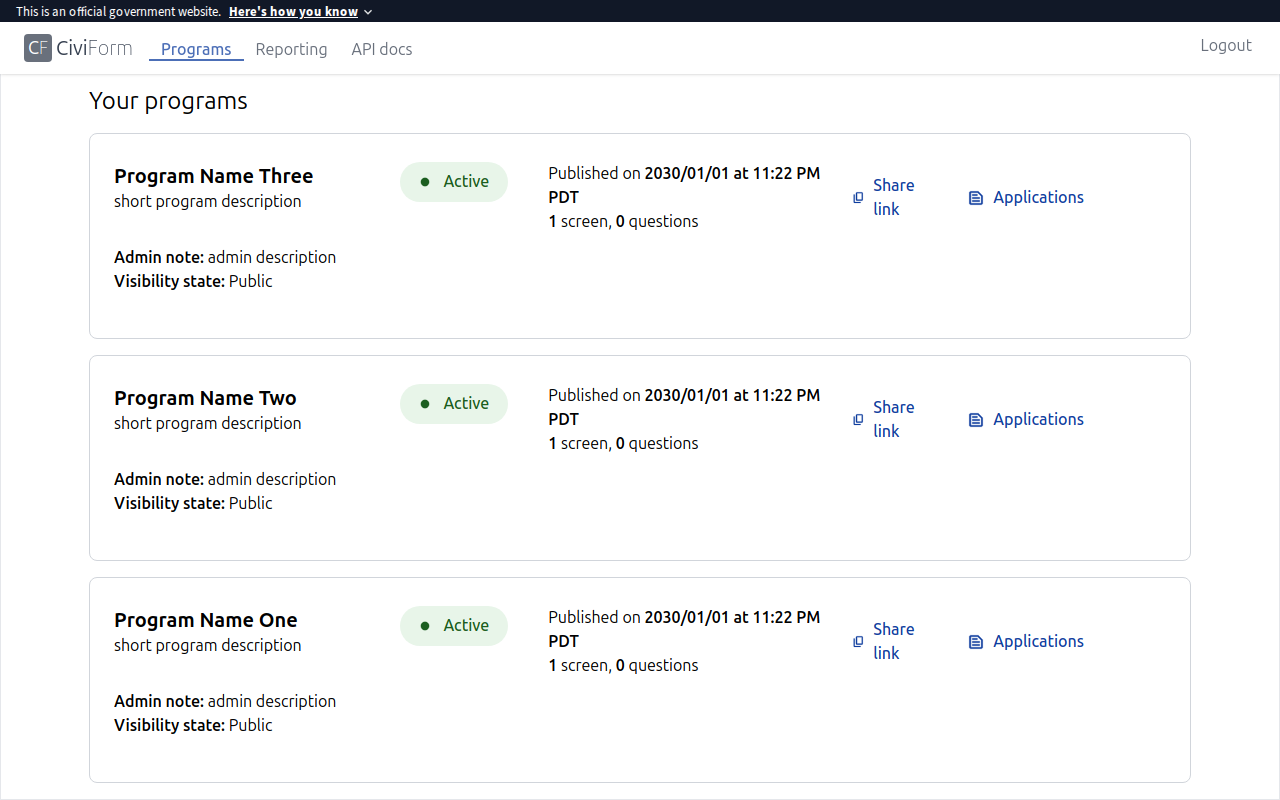 This is an official government website. Here's how you know
CF CiviForm Programs Reporting API docs Logout
Your programs
Program Name Three
short program description
Admin note: admin description
Visibility state: Public
Active
Published on 2030/01/01 at 11:22 PM
PDT
1 screen, 0 questions
Share
link
Applications
Program Name Two
short program description
Admin note: admin description
Visibility state: Public
Active
Published on 2030/01/01 at 11:22 PM
PDT
1 screen, 0 questions
Share
link
Applications
Program Name One
short program description
Admin note: admin description
Visibility state: Public
Active
Published on 2030/01/01 at 11:22 PM
PDT
1 screen, 0 questions
Share
link
Applications